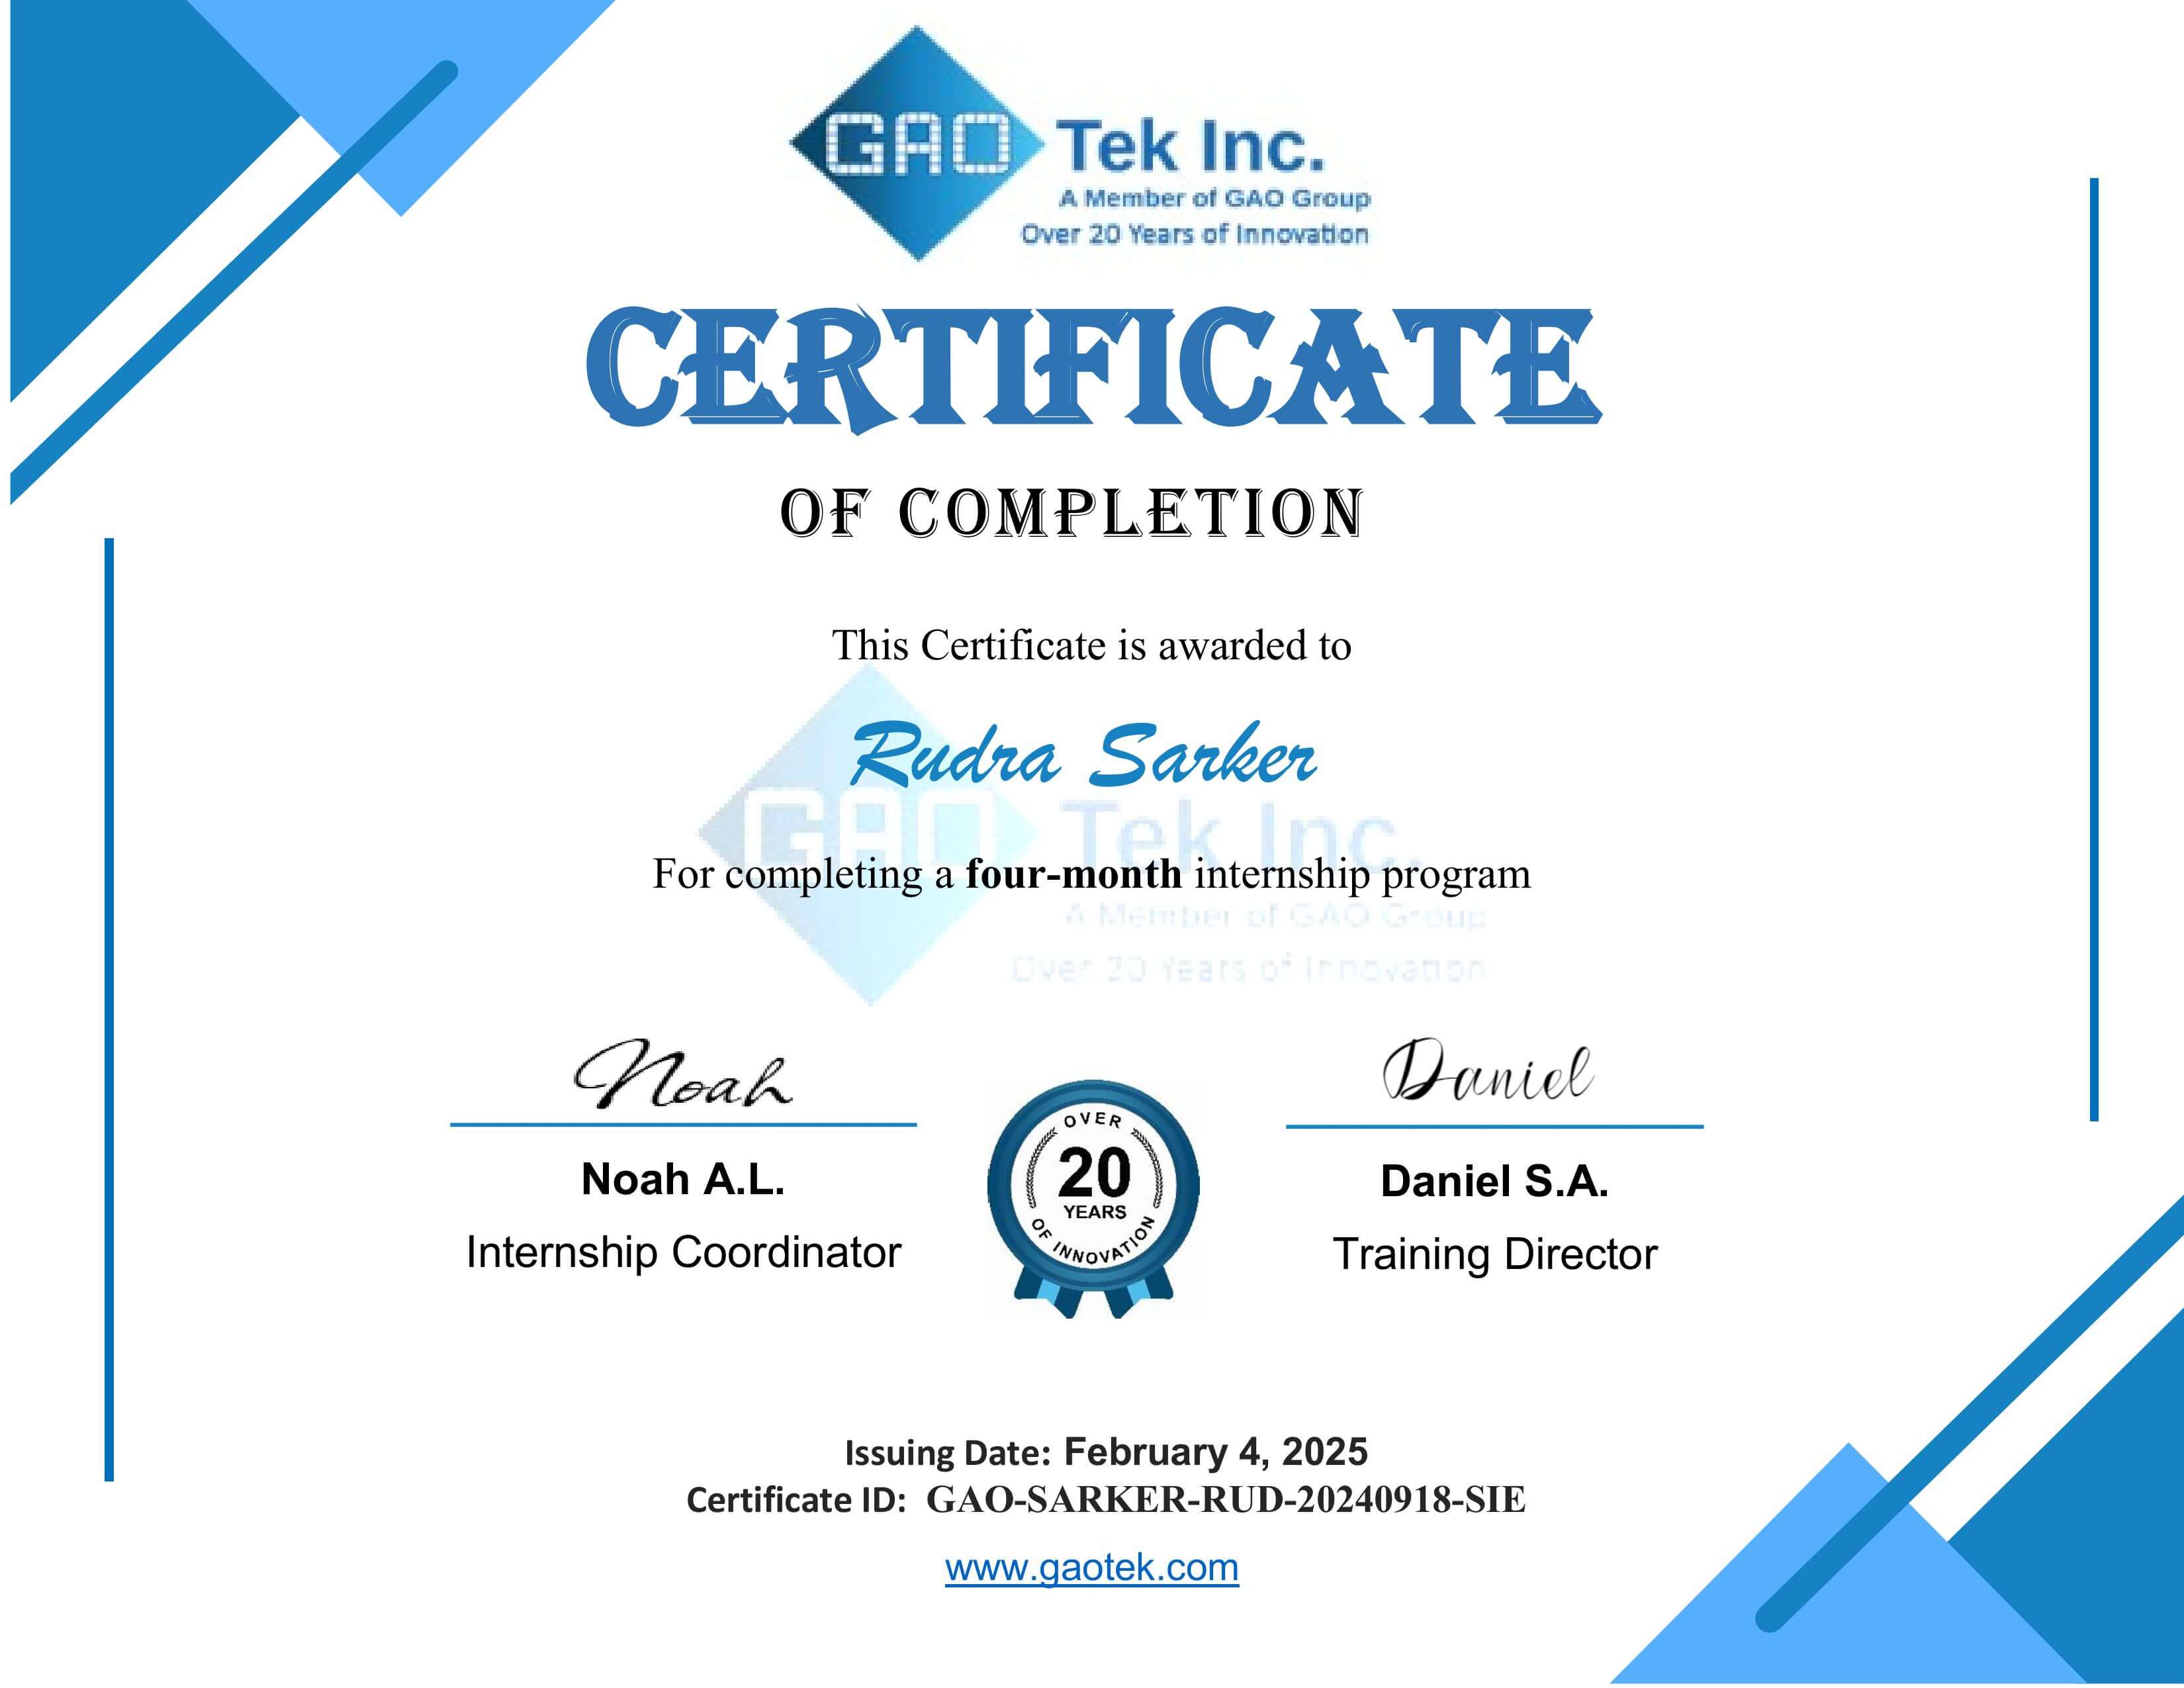 GAO Tek Inc.
A Member of GAO Group
Over 20 Years of Innovation
CERTIFICATE
OF COMPLETION
This Certificate is awarded to
Rudra Sarker
GAO Tek Inc.
For completing a four-month internship program
A Member of GAO Group
Over 20 Years of Innovation
Noah
Daniel
OVER
20
YEARS
OF INNOVATION
Noah A.L.
Daniel S.A.
Internship Coordinator
Training Director
Issuing Date: February 4, 2025
Certificate ID: GAO-SARKER-RUD-20240918-SIE
www.gaotek.com